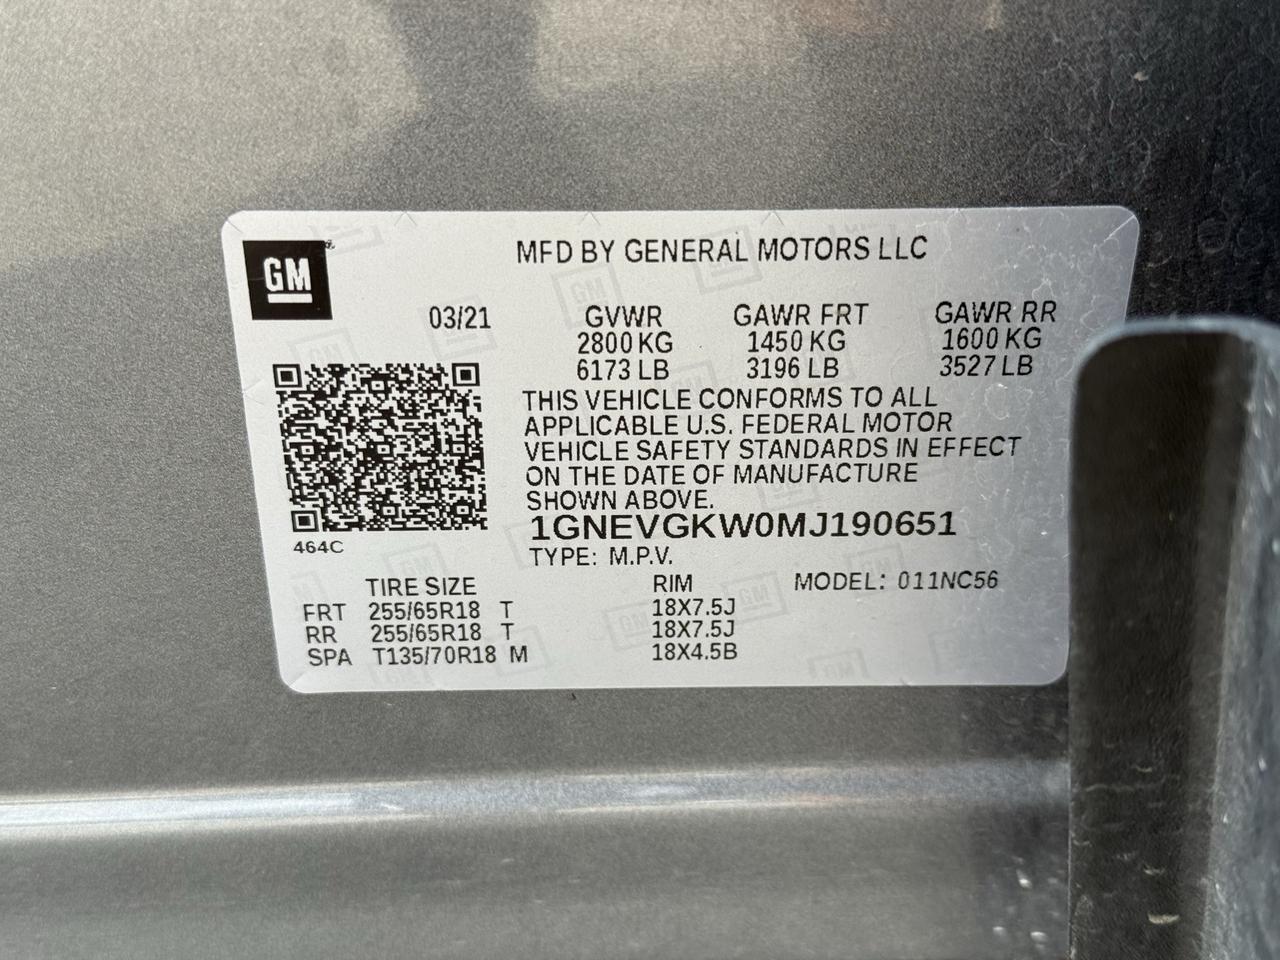 GM
MFD BY GENERAL MOTORS LLC
03/21
GVWR GAWR FRT GAWR RR
2800 KG 1450 KG 1600 KG
6173 LB 3196 LB 3527 LB
THIS VEHICLE CONFORMS TO ALL
APPLICABLE U.S. FEDERAL MOTOR
VEHICLE SAFETY STANDARDS IN EFFECT
ON THE DATE OF MANUFACTURE
SHOWN ABOVE.
1GNEVGKW0MJ190651
464C
TYPE: M.P.V.
TIRE SIZE RIM MODEL: 011NC56
FRT 255/65R18 T 18X7.5J
RR 255/65R18 T 18X7.5J
SPA T135/70R18 M 18X4.5B